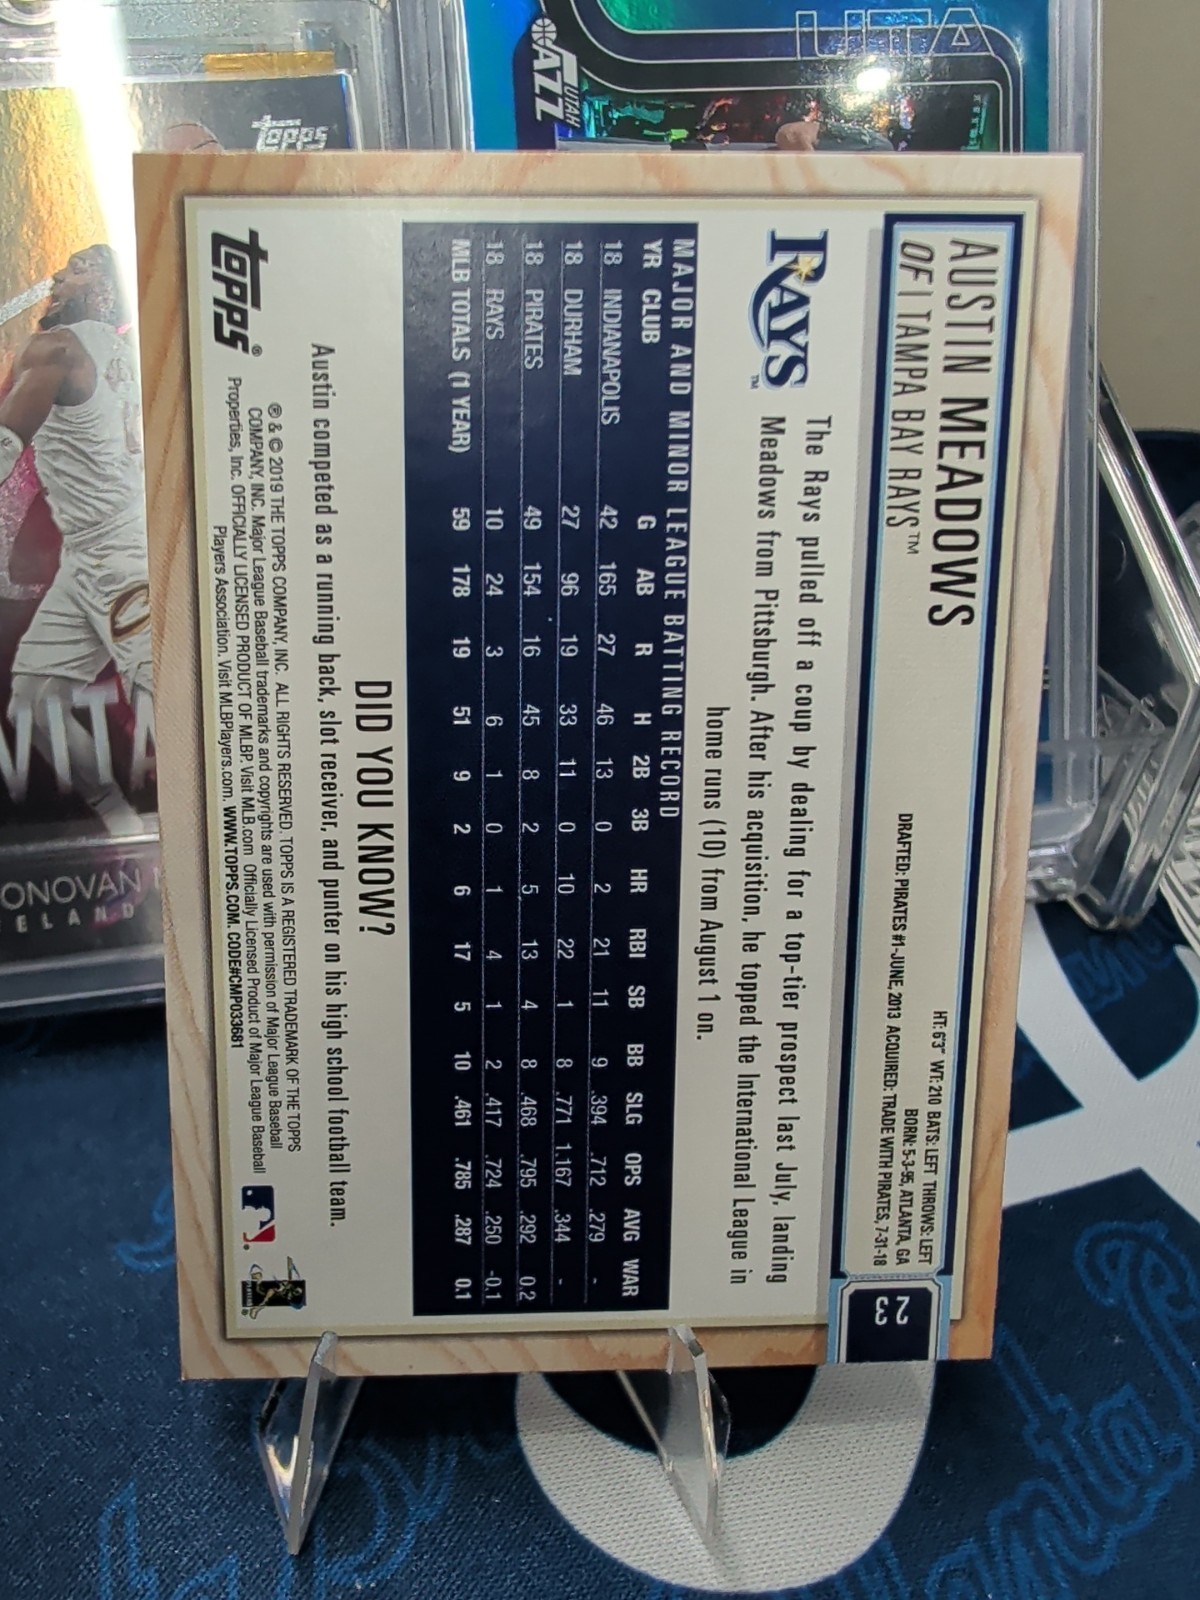 AUSTIN MEADOWS
OF | TAMPA BAY RAYS™
HT: 6'3" WT: 210 BATS: LEFT THROWS: LEFT
BORN: 5-3-95, ATLANTA, GA
DRAFTED: PIRATES #1-JUNE, 2013 ACQUIRED: TRADE WITH PIRATES, 7-31-18
23
RAYS™
The Rays pulled off a coup by dealing for a top-tier prospect last July, landing
Meadows from Pittsburgh. After his acquisition, he topped the International League in
home runs (10) from August 1 on.
MAJOR AND MINOR LEAGUE BATTING RECORD
YR CLUB G AB R H 2B 3B HR RBI SB BB SLG OPS AVG WAR
18 INDIANAPOLIS 42 165 27 46 13 0 2 21 11 9 .394 .712 .279 -
18 DURHAM 27 96 19 33 11 0 10 22 1 8 .771 1.167 .344 -
18 PIRATES 49 154 16 45 8 2 5 13 4 8 .468 .795 .292 0.2
18 RAYS 10 24 3 6 1 0 1 4 1 2 .417 .724 .250 -0.1
MLB TOTALS (1 YEAR) 59 178 19 51 9 2 6 17 5 10 .461 .785 .287 0.1
DID YOU KNOW?
Austin competed as a running back, slot receiver, and punter on his high school football team.
topps®
® & © 2019 THE TOPPS COMPANY, INC. ALL RIGHTS RESERVED. TOPPS IS A REGISTERED TRADEMARK OF THE TOPPS
COMPANY, INC. Major League Baseball trademarks and copyrights are used with permission of Major League Baseball
Properties, Inc. OFFICIALLY LICENSED PRODUCT OF MLBP. Visit MLB.com Officially Licensed Product of Major League Baseball
Players Association. Visit MLBPlayers.com. WWW.TOPPS.COM. CODE#CMP033681
UTAH
JAZZ
ONOVAN
ELAND